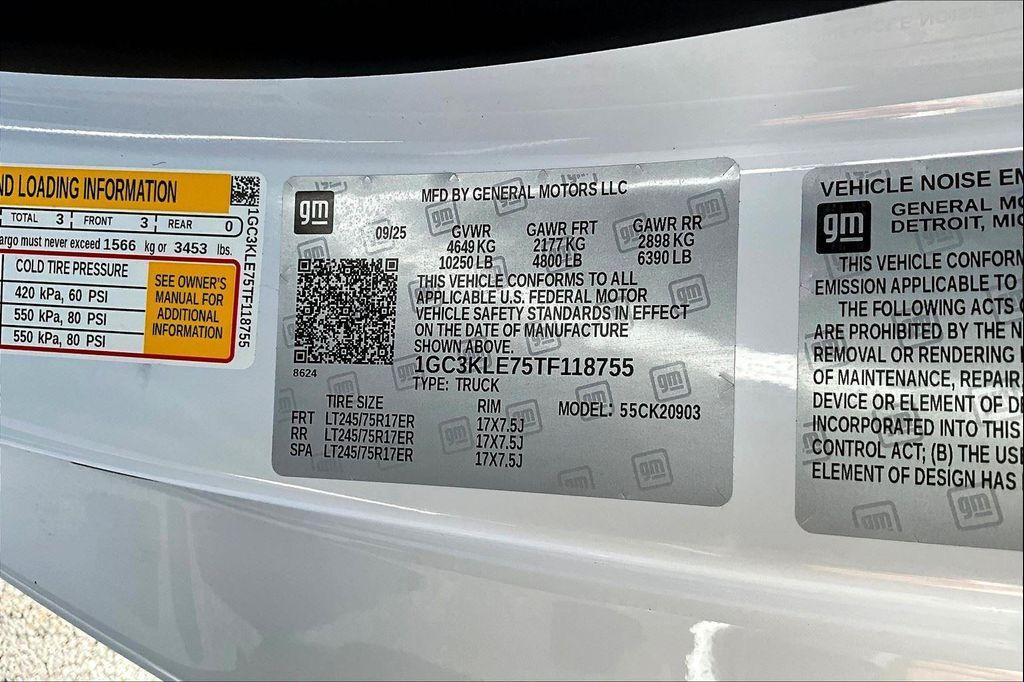 ND LOADING INFORMATION
TOTAL 3 FRONT 3 REAR 0
argo must never exceed 1566 kg or 3453 lbs.
COLD TIRE PRESSURE
420 kPa, 60 PSI
550 kPa, 80 PSI
550 kPa, 80 PSI
SEE OWNER'S
MANUAL FOR
ADDITIONAL
INFORMATION
1GC3KLE75TF118755
gm
MFD BY GENERAL MOTORS LLC
09/25 GVWR GAWR FRT GAWR RR
4649 KG 2177 KG 2898 KG
10250 LB 4800 LB 6390 LB
THIS VEHICLE CONFORMS TO ALL
APPLICABLE U.S. FEDERAL MOTOR
VEHICLE SAFETY STANDARDS IN EFFECT
ON THE DATE OF MANUFACTURE
SHOWN ABOVE.
8624
1GC3KLE75TF118755
TYPE: TRUCK
TIRE SIZE RIM MODEL: 55CK20903
FRT LT245/75R17ER 17X7.5J
RR LT245/75R17ER 17X7.5J
SPA LT245/75R17ER 17X7.5J
VEHICLE NOISE EM
gm
GENERAL MO
DETROIT, MI
THIS VEHICLE CONFORM
EMISSION APPLICABLE TO
THE FOLLOWING ACTS O
ARE PROHIBITED BY THE N
REMOVAL OR RENDERING I
OF MAINTENANCE, REPAIR
DEVICE OR ELEMENT OF DE
INCORPORATED INTO THIS
CONTROL ACT; (B) THE USE
ELEMENT OF DESIGN HAS